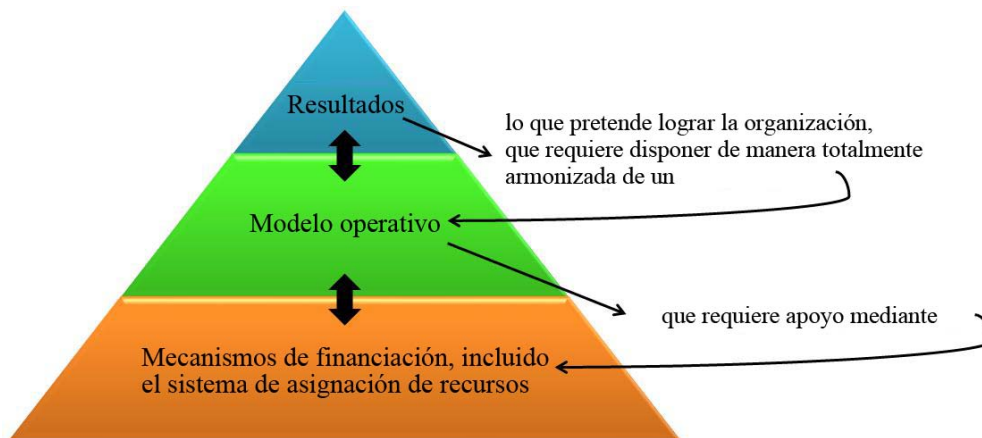 Resultados
lo que pretende lograr la organización,
que requiere disponer de manera totalmente
armonizada de un
Modelo operativo
que requiere apoyo mediante
Mecanismos de financiación, incluido
el sistema de asignación de recursos